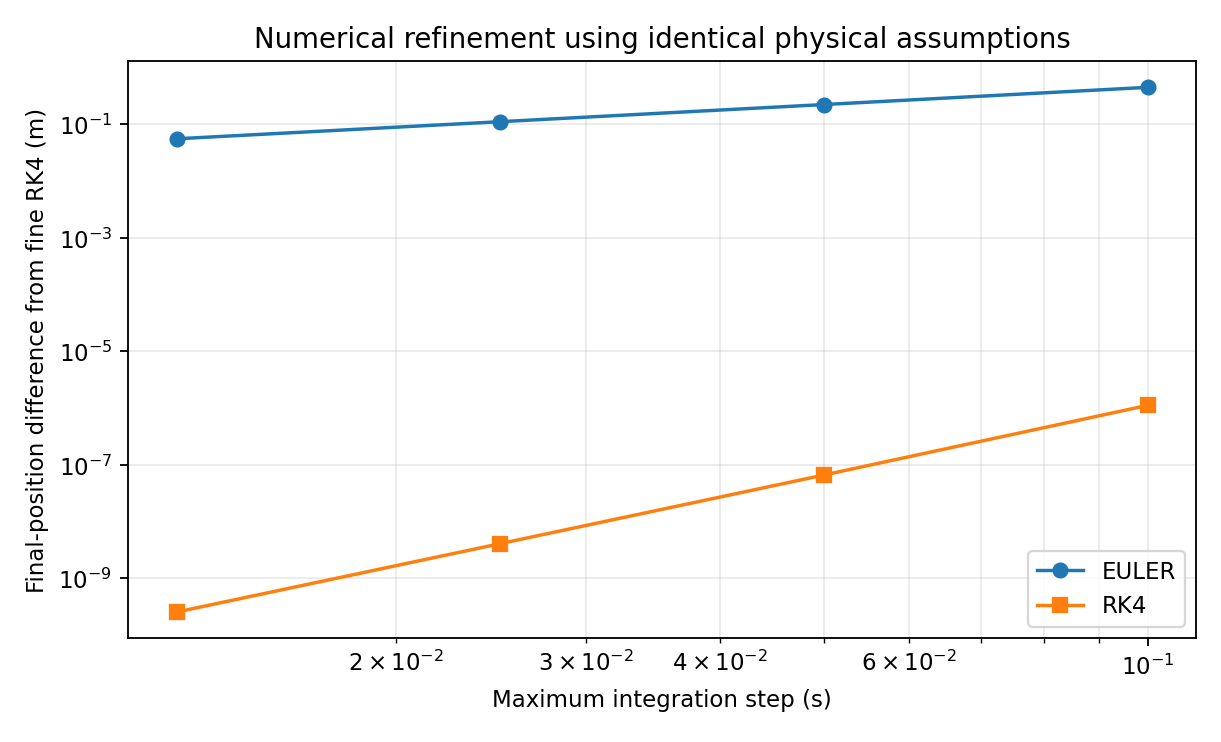 Numerical refinement using identical physical assumptions
Final-position difference from fine RK4 (m)
10⁻¹
10⁻³
10⁻⁵
10⁻⁷
10⁻⁹
EULER
RK4
2 × 10⁻² 3 × 10⁻² 4 × 10⁻² 6 × 10⁻² 10⁻¹
Maximum integration step (s)